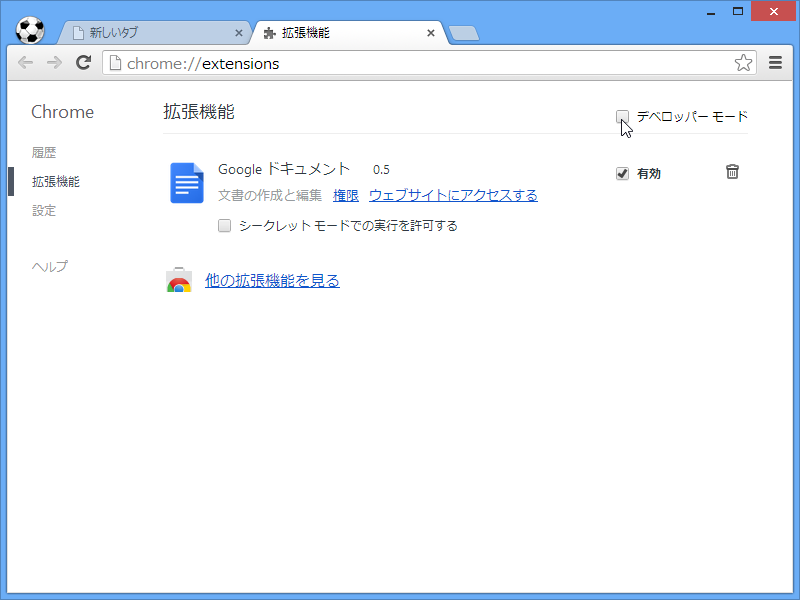 新しいタブ
拡張機能
chrome://extensions
Chrome
拡張機能
デベロッパー モード
履歴
拡張機能
設定
ヘルプ
Google ドキュメント 0.5
有効
文書の作成と編集 権限 ウェブサイトにアクセスする
シークレット モードでの実行を許可する
他の拡張機能を見る